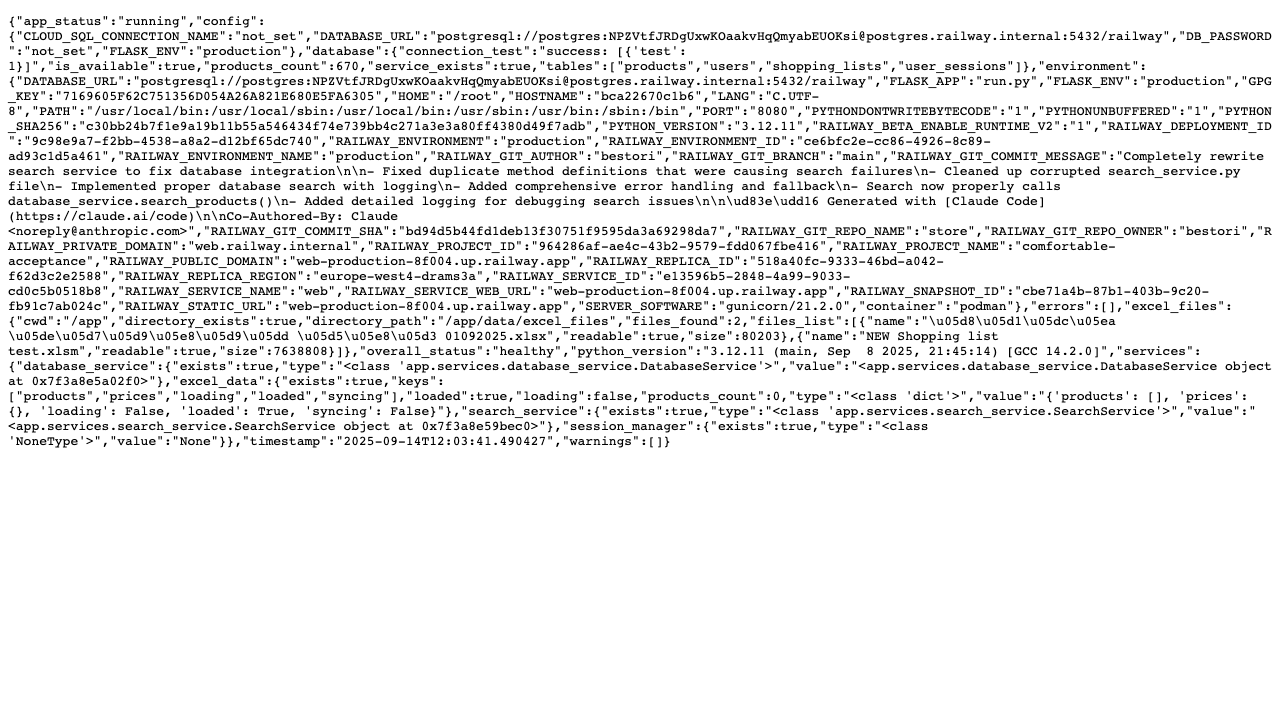 {"app_status":"running","config":
{"CLOUD_SQL_CONNECTION_NAME":"not_set","DATABASE_URL":"postgresql://postgres:NPZVtfJRDgUxwKOaakvHqQmyabEUOKsi@postgres.railway.internal:5432/railway","DB_PASSWORD
":"not_set","FLASK_ENV":"production"},"database":{"connection_test":"success: [{'test':
1}]","is_available":true,"products_count":670,"service_exists":true,"tables":["products","users","shopping_lists","user_sessions"]},"environment":
{"DATABASE_URL":"postgresql://postgres:NPZVtfJRDgUxwKOaakvHqQmyabEUOKsi@postgres.railway.internal:5432/railway","FLASK_APP":"run.py","FLASK_ENV":"production","GPG
_KEY":"7169605F62C751356D054A26A821E680E5FA6305","HOME":"/root","HOSTNAME":"bca22670c1b6","LANG":"C.UTF-
8","PATH":"/usr/local/bin:/usr/local/sbin:/usr/local/bin:/usr/sbin:/usr/bin:/sbin:/bin","PORT":"8080","PYTHONDONTWRITEBYTECODE":"1","PYTHONUNBUFFERED":"1","PYTHON
_SHA256":"c30bb24b7f1e9a19b11b55a546434f74e739bb4c271a3e3a80ff4380d49f7adb","PYTHON_VERSION":"3.12.11","RAILWAY_BETA_ENABLE_RUNTIME_V2":"1","RAILWAY_DEPLOYMENT_ID
":"9c98e9a7-f2bb-4538-a8a2-d12bf65dc740","RAILWAY_ENVIRONMENT":"production","RAILWAY_ENVIRONMENT_ID":"ce6bfc2e-cc86-4926-8c89-
ad93c1d5a461","RAILWAY_ENVIRONMENT_NAME":"production","RAILWAY_GIT_AUTHOR":"bestori","RAILWAY_GIT_BRANCH":"main","RAILWAY_GIT_COMMIT_MESSAGE":"Completely rewrite
search service to fix database integration\n\n- Fixed duplicate method definitions that were causing search failures\n- Cleaned up corrupted search_service.py
file\n- Implemented proper database search with logging\n- Added comprehensive error handling and fallback\n- Search now properly calls
database_service.search_products()\n- Added detailed logging for debugging search issues\n\n\ud83e\udd16 Generated with [Claude Code]
(https://claude.ai/code)\n\nCo-Authored-By: Claude
<noreply@anthropic.com>","RAILWAY_GIT_COMMIT_SHA":"bd94d5b44fd1deb13f30751f9595da3a69298da7","RAILWAY_GIT_REPO_NAME":"store","RAILWAY_GIT_REPO_OWNER":"bestori","R
AILWAY_PRIVATE_DOMAIN":"web.railway.internal","RAILWAY_PROJECT_ID":"964286af-ae4c-43b2-9579-fdd067fbe416","RAILWAY_PROJECT_NAME":"comfortable-
acceptance","RAILWAY_PUBLIC_DOMAIN":"web-production-8f004.up.railway.app","RAILWAY_REPLICA_ID":"518a40fc-9333-46bd-a042-
f62d3c2e2588","RAILWAY_REPLICA_REGION":"europe-west4-drams3a","RAILWAY_SERVICE_ID":"e13596b5-2848-4a99-9033-
cd0c5b0518b8","RAILWAY_SERVICE_NAME":"web","RAILWAY_SERVICE_WEB_URL":"web-production-8f004.up.railway.app","RAILWAY_SNAPSHOT_ID":"cbe71a4b-87b1-403b-9c20-
fb91c7ab024c","RAILWAY_STATIC_URL":"web-production-8f004.up.railway.app","SERVER_SOFTWARE":"gunicorn/21.2.0","container":"podman"},"errors":[],"excel_files":
{"cwd":"/app","directory_exists":true,"directory_path":"/app/data/excel_files","files_found":2,"files_list":[{"name":"\u05d8\u05d1\u05dc\u05ea
\u05de\u05d7\u05d9\u05e8\u05d9\u05dd \u05d5\u05e8\u05d3 01092025.xlsx","readable":true,"size":80203},{"name":"NEW Shopping list
test.xlsm","readable":true,"size":7638808}]},"overall_status":"healthy","python_version":"3.12.11 (main, Sep  8 2025, 21:45:14) [GCC 14.2.0]","services":
{"database_service":{"exists":true,"type":"<class 'app.services.database_service.DatabaseService'>","value":"<app.services.database_service.DatabaseService object
at 0x7f3a8e5a02f0>"},"excel_data":{"exists":true,"keys":
["products","prices","loading","loaded","syncing"],"loaded":true,"loading":false,"products_count":0,"type":"<class 'dict'>","value":"{'products': [], 'prices':
{}, 'loading': False, 'loaded': True, 'syncing': False}"},"search_service":{"exists":true,"type":"<class 'app.services.search_service.SearchService'>","value":"
<app.services.search_service.SearchService object at 0x7f3a8e59bec0>"},"session_manager":{"exists":true,"type":"<class
'NoneType'>","value":"None"}},"timestamp":"2025-09-14T12:03:41.490427","warnings":[]}